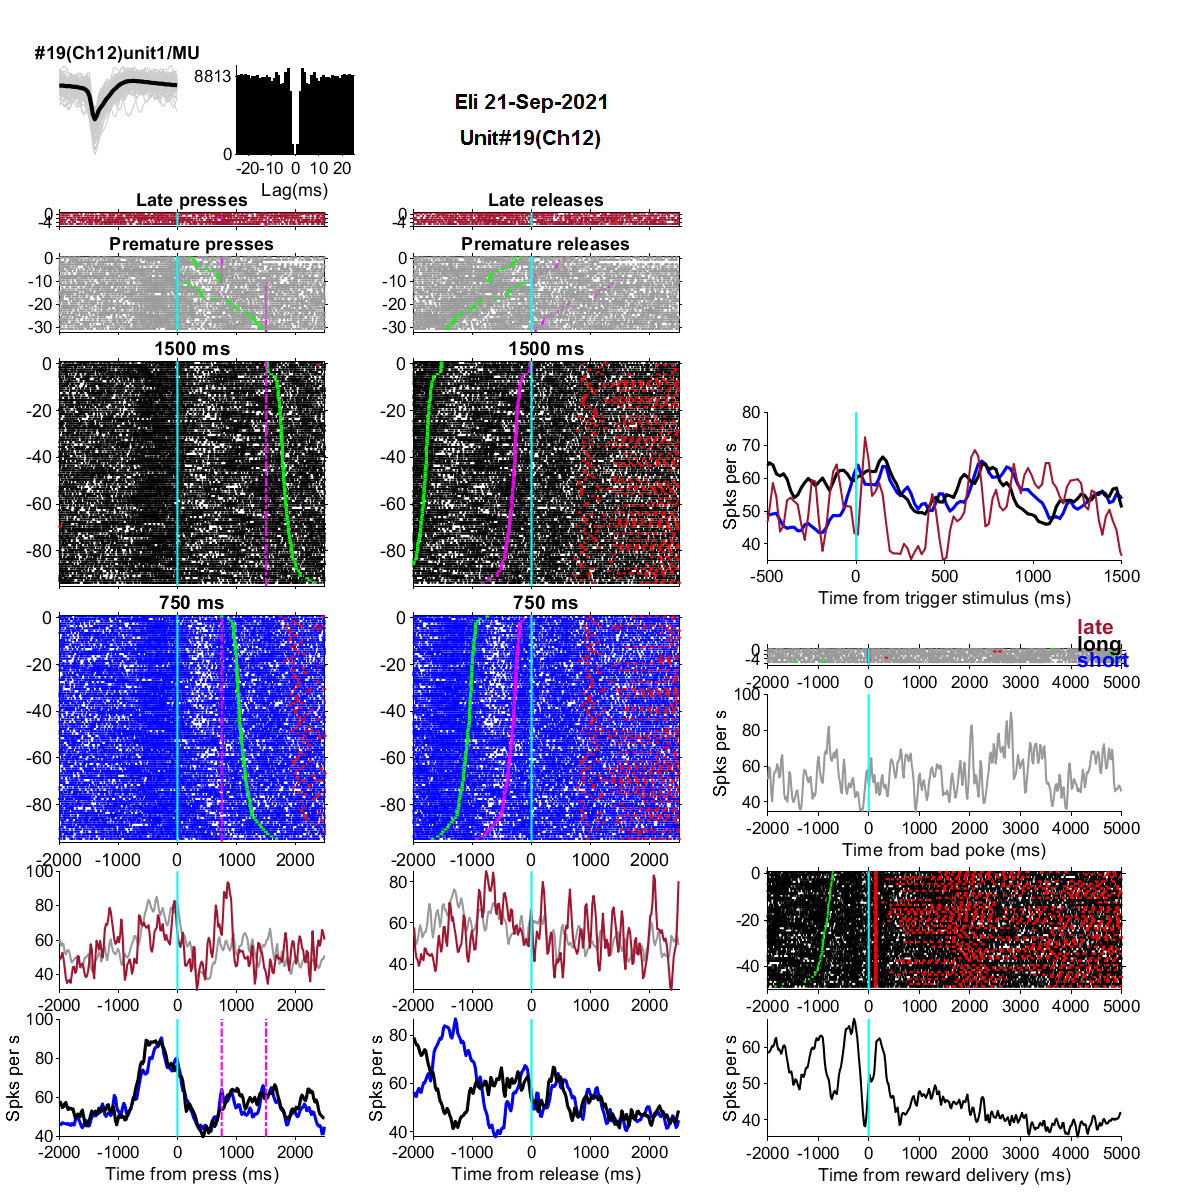 #19(Ch12)unit1/MU
8813
0
-20 -10 0 10 20
Lag(ms)
Eli 21-Sep-2021
Unit#19(Ch12)
Late presses
0
-4
Late releases
0
-4
Premature presses
0
-10
-20
-30
Premature releases
0
-10
-20
-30
1500 ms
0
-20
-40
-60
-80
1500 ms
0
-20
-40
-60
-80
80
70
60
50
40
Spks per s
-500 0 500 1000 1500
Time from trigger stimulus (ms)
750 ms
0
-20
-40
-60
-80
-2000 -1000 0 1000 2000
750 ms
0
-20
-40
-60
-80
-2000 -1000 0 1000 2000
late
long
short
0
-4
-2000 -1000 0 1000 2000 3000 4000 5000
100
80
60
40
Spks per s
-2000 -1000 0 1000 2000 3000 4000 5000
Time from bad poke (ms)
100
80
60
40
-2000 -1000 0 1000 2000
80
60
40
-2000 -1000 0 1000 2000
0
-20
-40
-2000 -1000 0 1000 2000 3000 4000 5000
100
80
60
40
Spks per s
-2000 -1000 0 1000 2000
Time from press (ms)
80
60
40
Spks per s
-2000 -1000 0 1000 2000
Time from release (ms)
60
50
40
Spks per s
-2000 -1000 0 1000 2000 3000 4000 5000
Time from reward delivery (ms)